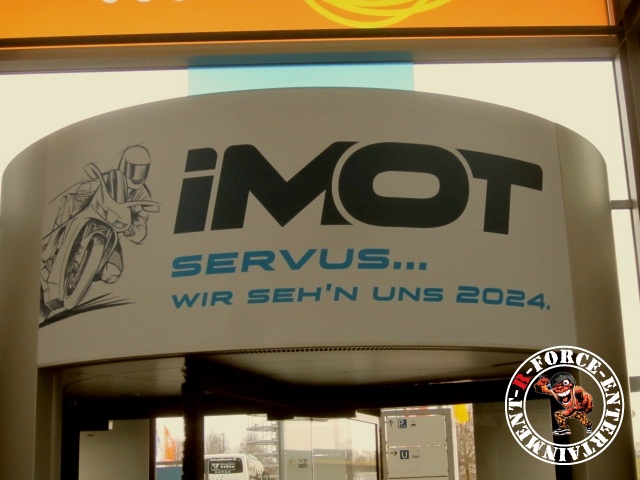 iMOT
SERVUS...
WIR SEH'N UNS 2024.
P
U
R-FORCE-ENTERTAINMENT